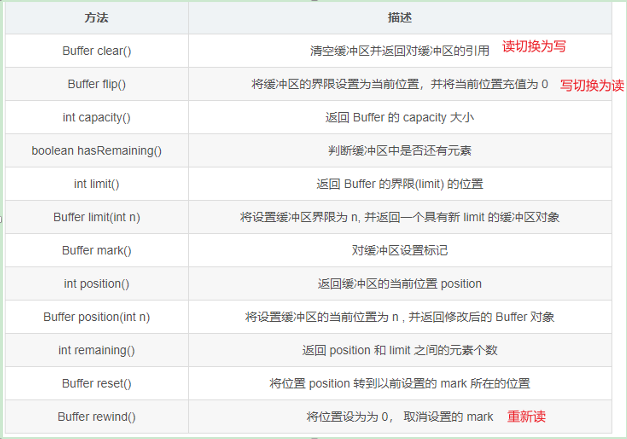 方法 描述
Buffer clear() 清空缓冲区并返回对缓冲区的引用 读切换为写
Buffer flip() 将缓冲区的界限设置为当前位置，并将当前位置充值为 0 写切换为读
int capacity() 返回 Buffer 的 capacity 大小
boolean hasRemaining() 判断缓冲区中是否还有元素
int limit() 返回 Buffer 的界限(limit) 的位置
Buffer limit(int n) 将设置缓冲区界限为 n, 并返回一个具有新 limit 的缓冲区对象
Buffer mark() 对缓冲区设置标记
int position() 返回缓冲区的当前位置 position
Buffer position(int n) 将设置缓冲区的当前位置为 n , 并返回修改后的 Buffer 对象
int remaining() 返回 position 和 limit 之间的元素个数
Buffer reset() 将位置 position 转到以前设置的 mark 所在的位置
Buffer rewind() 将位置设为为 0， 取消设置的 mark 重新读